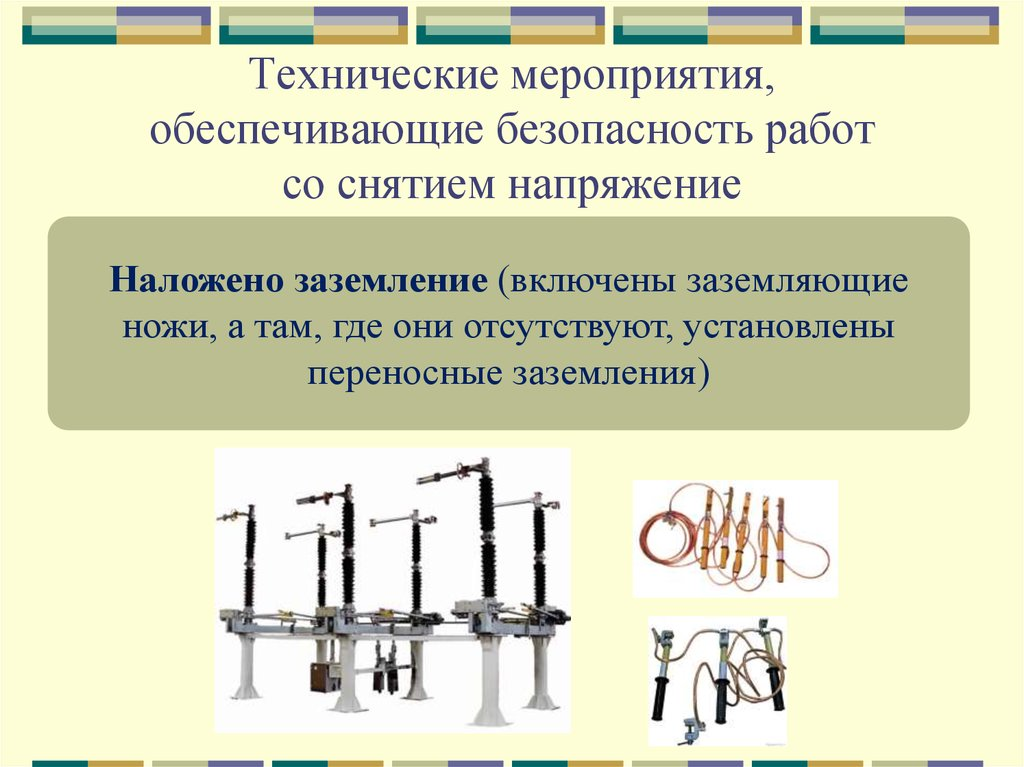 Технические мероприятия,
обеспечивающие безопасность работ
со снятием напряжение
Наложено заземление (включены заземляющие
ножи, а там, где они отсутствуют, установлены
переносные заземления)